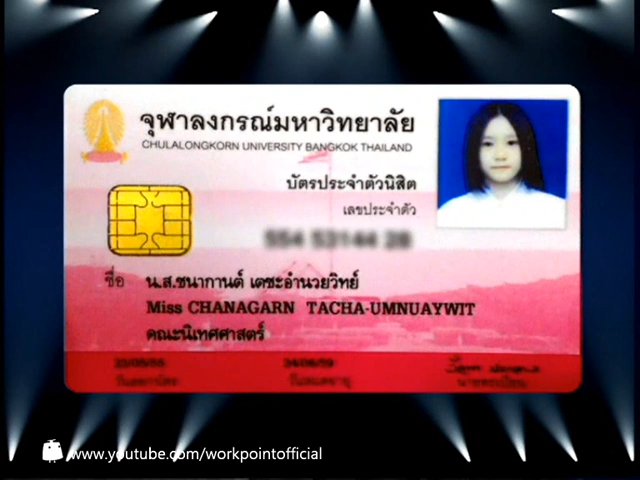 จุฬาลงกรณ์มหาวิทยาลัย
CHULALONGKORN UNIVERSITY BANGKOK THAILAND
บัตรประจำตัวนิสิต
เลขประจำตัว
ชื่อ น.ส.ชนากานต์ เตชะอำนวยวิทย์
Miss CHANAGARN TACHA-UMNUAYWIT
คณะนิเทศศาสตร์
www.youtube.com/workpointofficial